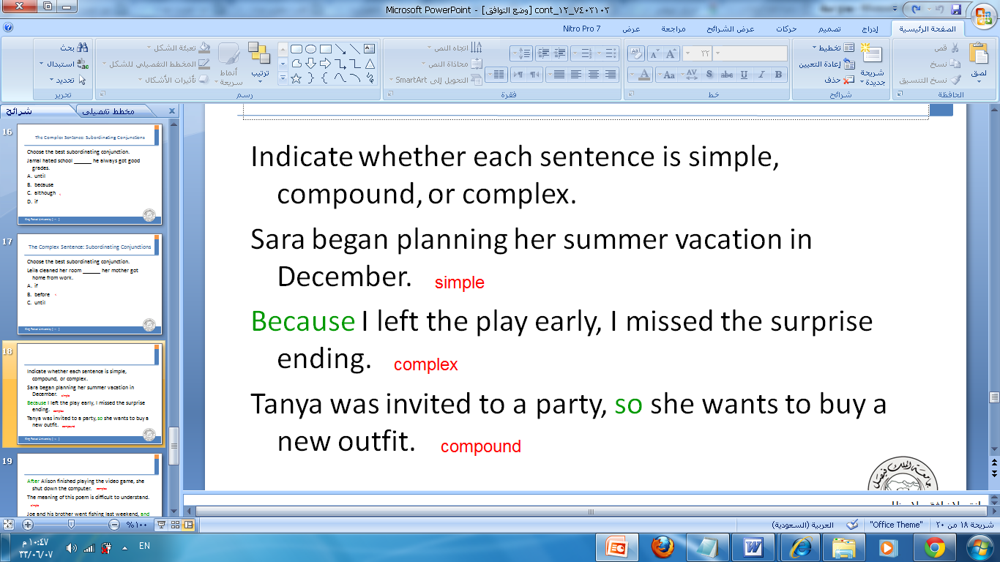 cont_١٢_٧٤٠٢١٠٢ [وضع التوافق] - Microsoft PowerPoint
الصفحة الرئيسية
إدراج
تصميم
حركات
عرض الشرائح
مراجعة
عرض
Nitro Pro 7
لصق
قص
نسخ
نسخ التنسيق
الحافظة
شريحة
جديدة
تخطيط
إعادة التعيين
حذف
شرائح
٢٢
B I U abc S AV Aa A
خط
اتجاه النص
محاذاة النص
التحويل إلى SmartArt
فقرة
ترتيب
أنماط
سريعة
تعبئة الشكل
المخطط التفصيلي للشكل
تأثيرات الأشكال
رسم
بحث
استبدال
تحديد
تحرير
شرائح
مخطط تفصيلي
16
The Complex Sentence: Subordinating Conjunctions
Choose the best subordinating conjunction.
Jamal hated school ______ he always got good
grades.
A. until
B. because
C. although
D. if
17
The Complex Sentence: Subordinating Conjunctions
Choose the best subordinating conjunction.
Leila cleaned her room ______ her mother got
home from work.
A. if
B. before
C. until
18
Indicate whether each sentence is simple,
compound, or complex.
Sara began planning her summer vacation in
December. simple
Because I left the play early, I missed the surprise
ending. complex
Tanya was invited to a party, so she wants to buy a
new outfit. compound
19
After Alison finished playing the video game, she
shut down the computer. complex
The meaning of this poem is difficult to understand.
simple
Joe and his brother went fishing last weekend, and
Indicate whether each sentence is simple,
compound, or complex.
Sara began planning her summer vacation in
December. simple
Because I left the play early, I missed the surprise
ending. complex
Tanya was invited to a party, so she wants to buy a
new outfit. compound
جامعة الملك فيصل
شريحة ١٨ من ٢٠
"Office Theme"
العربية (السعودية)
١٠٠%
EN
١٠:٤٧ م
٣٣/٠٦/٠٧